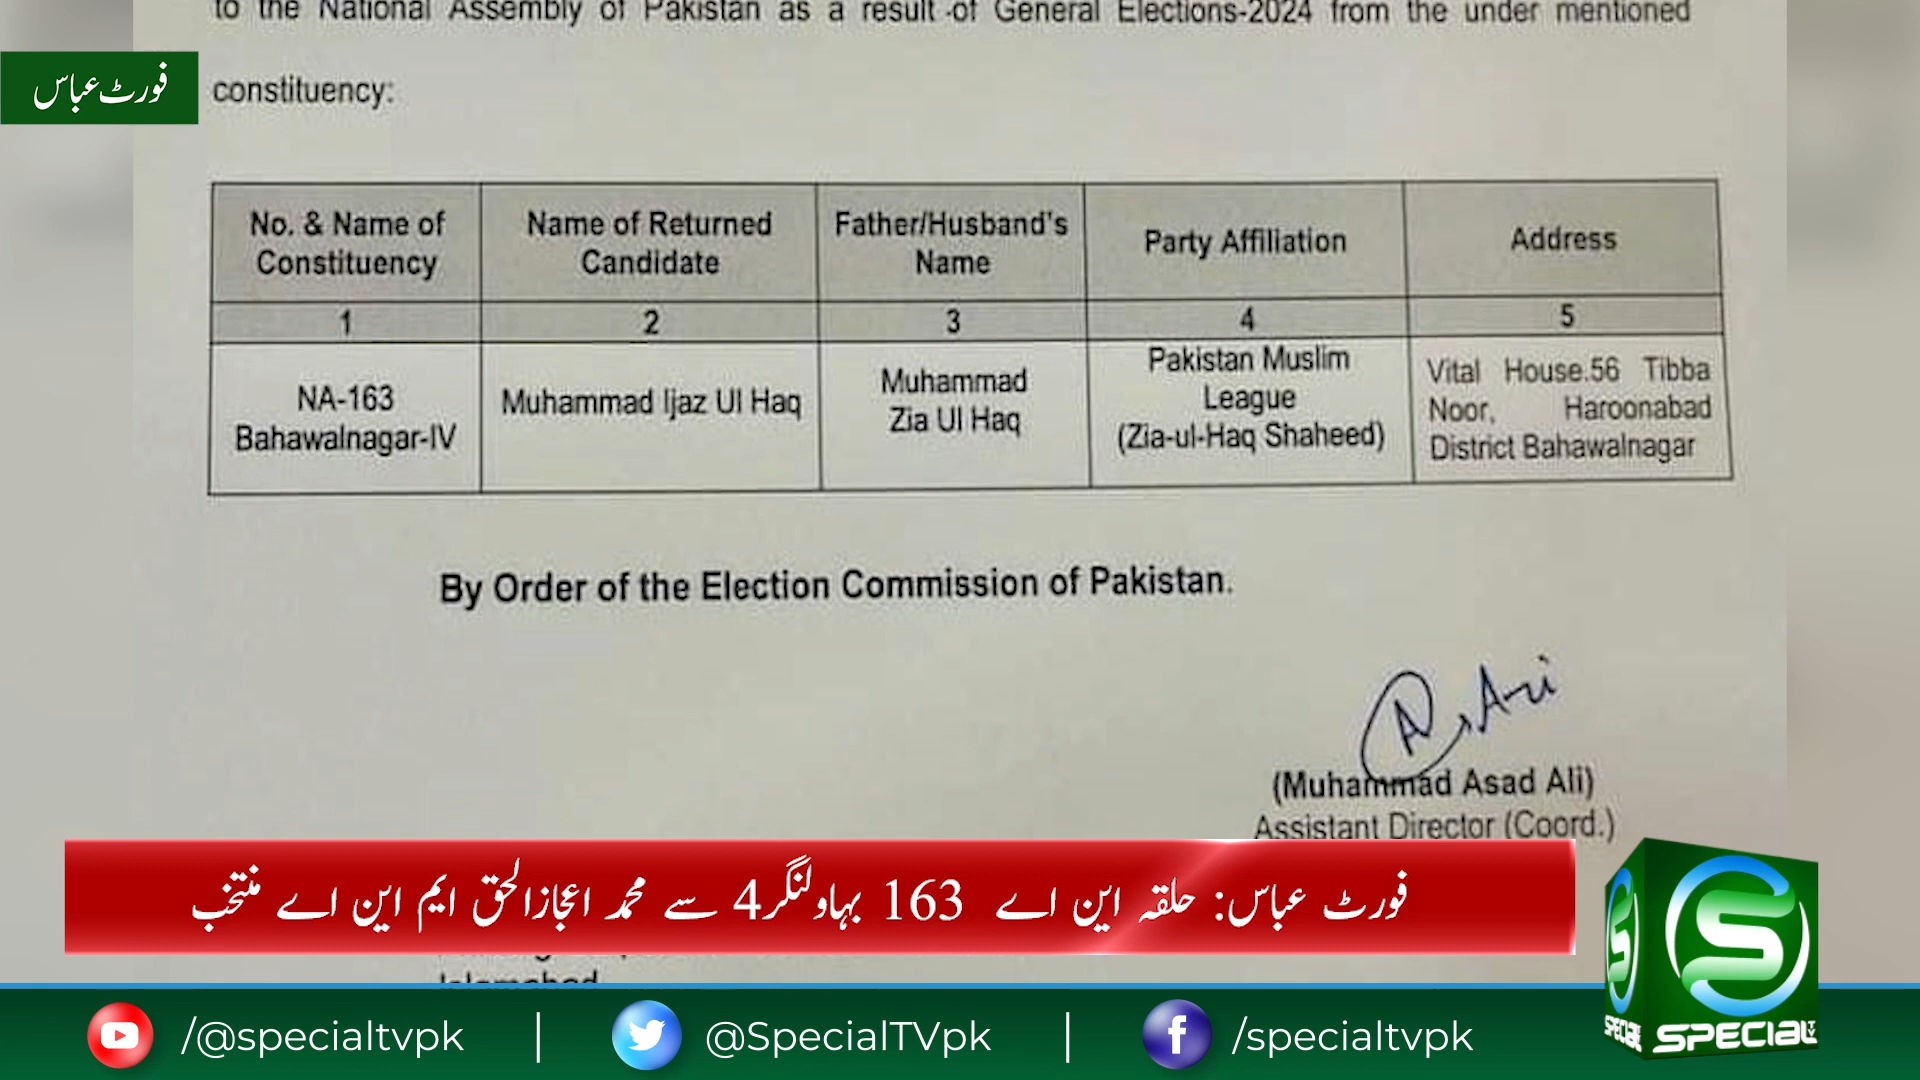 to the National Assembly of Pakistan as a result of General Elections-2024 from the under mentioned
فورٹ عباس
constituency:
No. & Name of Constituency
Name of Returned Candidate
Father/Husband's Name
Party Affiliation
Address
1
2
3
4
5
NA-163
Bahawalnagar-IV
Muhammad Ijaz Ul Haq
Muhammad
Zia Ul Haq
Pakistan Muslim
League
(Zia-ul-Haq Shaheed)
Vital House.56 Tibba
Noor, Haroonabad
District Bahawalnagar
By Order of the Election Commission of Pakistan.
(Muhammad Asad Ali)
Assistant Director (Coord.)
فورٹ عباس: حلقہ این اے 163 بہاولنگر4 سے محمد اعجازالحق ایم این اے منتخب
Islamabad
/@specialtvpk | @SpecialTVpk | /specialtvpk
SPECIAL TV